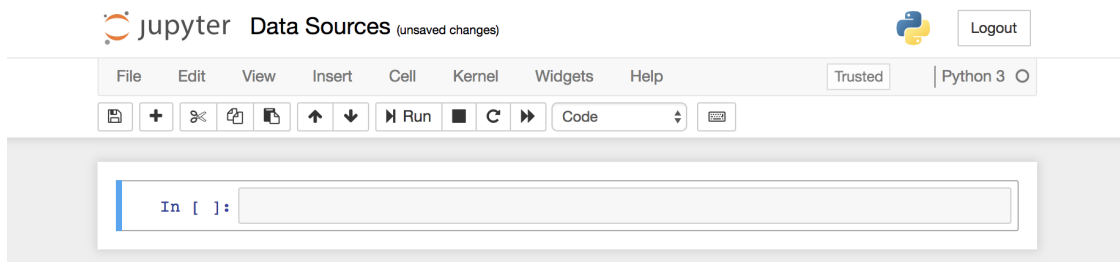 jupyter Data Sources (unsaved changes) Logout
File Edit View Insert Cell Kernel Widgets Help Trusted Python 3
Run Code
In [ ]: